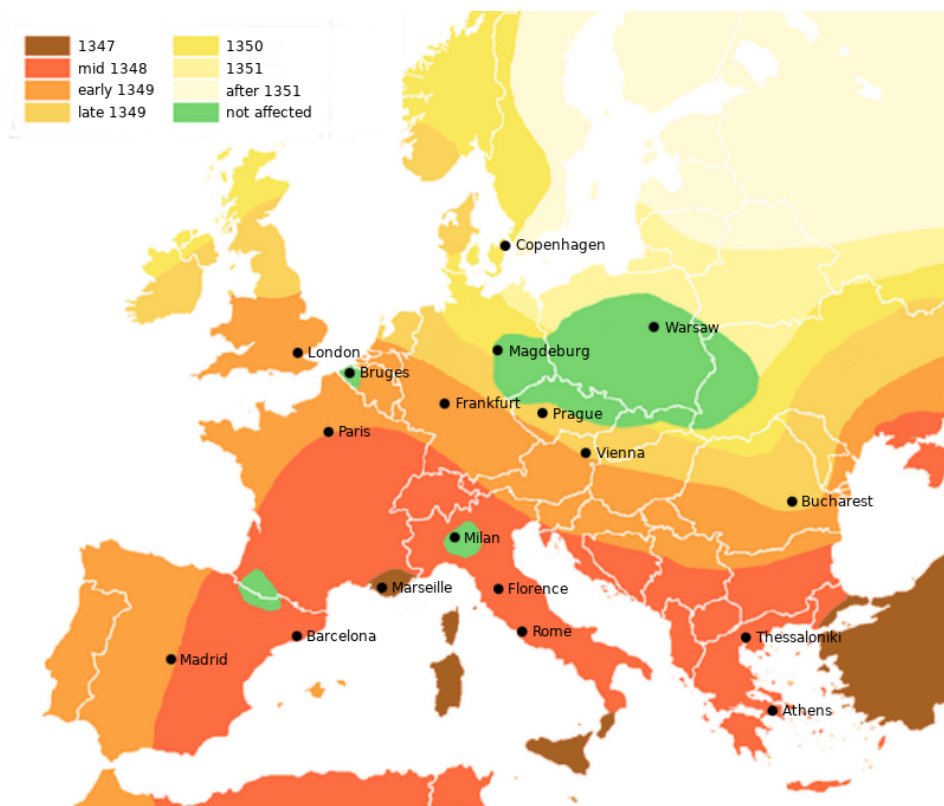 1347
mid 1348
early 1349
late 1349
1350
1351
after 1351
not affected
Copenhagen
Warsaw
Magdeburg
London
Bruges
Frankfurt
Prague
Paris
Vienna
Bucharest
Milan
Marseille
Florence
Rome
Barcelona
Thessaloniki
Madrid
Athens